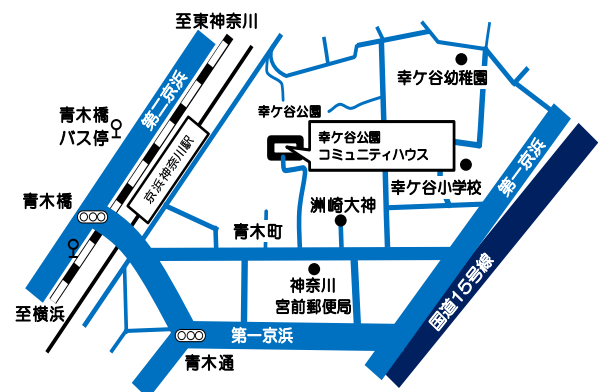 至東神奈川
幸ケ谷幼稚園
第二京浜
青木橋
バス停
幸ケ谷公園
幸ケ谷公園
コミュニティハウス
京浜神奈川駅
第一京浜
幸ケ谷小学校
青木橋
洲崎大神
青木町
神奈川
宮前郵便局
国道15号線
至横浜
第一京浜
青木通